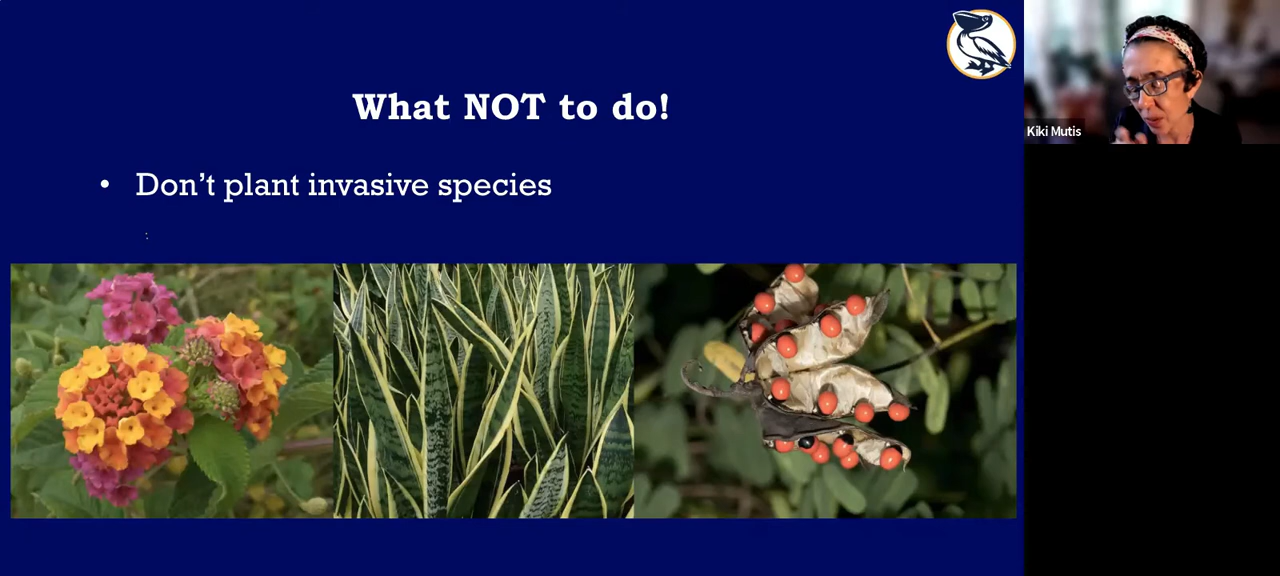 What NOT to do!
• Don’t plant invasive species
Kiki Mutis